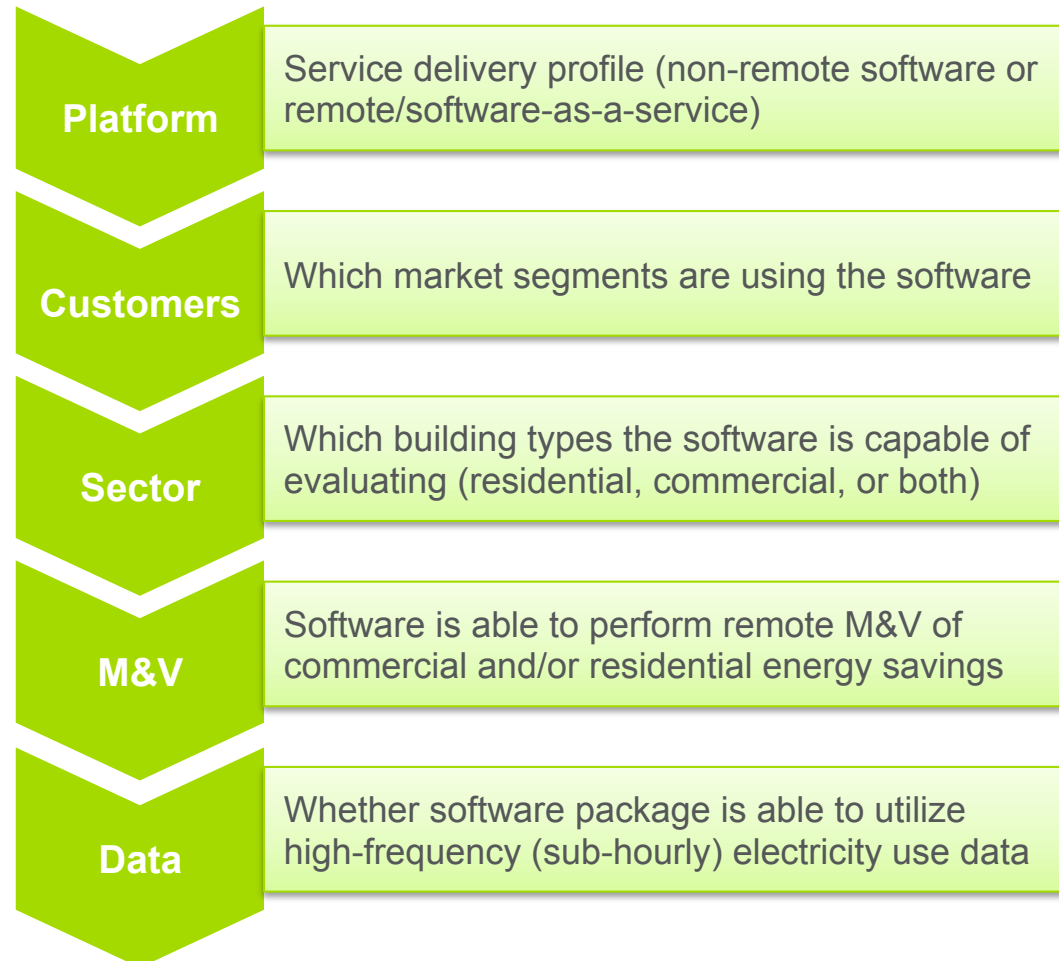 Platform
Service delivery profile (non-remote software or
remote/software-as-a-service)
Customers
Which market segments are using the software
Sector
Which building types the software is capable of
evaluating (residential, commercial, or both)
M&V
Software is able to perform remote M&V of
commercial and/or residential energy savings
Data
Whether software package is able to utilize
high-frequency (sub-hourly) electricity use data